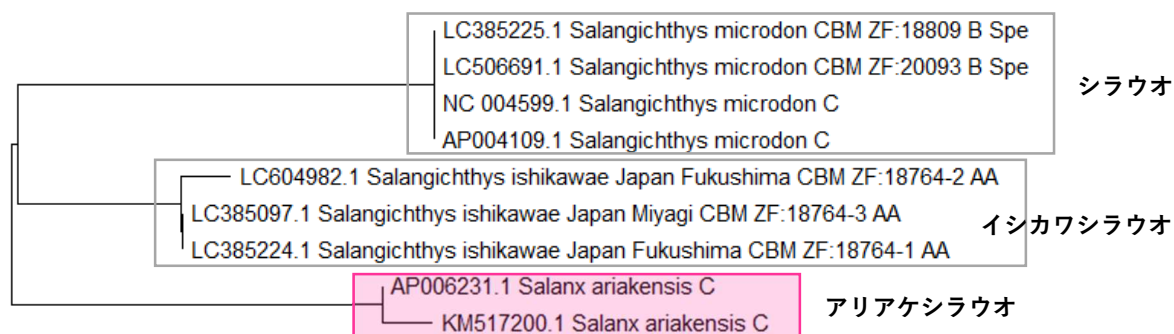 LC385225.1 Salangichthys microdon CBM ZF:18809 B Spe
LC506691.1 Salangichthys microdon CBM ZF:20093 B Spe
NC 004599.1 Salangichthys microdon C
AP004109.1 Salangichthys microdon C
シラウオ
LC604982.1 Salangichthys ishikawae Japan Fukushima CBM ZF:18764-2 AA
LC385097.1 Salangichthys ishikawae Japan Miyagi CBM ZF:18764-3 AA
LC385224.1 Salangichthys ishikawae Japan Fukushima CBM ZF:18764-1 AA
イシカワシラウオ
AP006231.1 Salanx ariakensis C
KM517200.1 Salanx ariakensis C
アリアケシラウオ